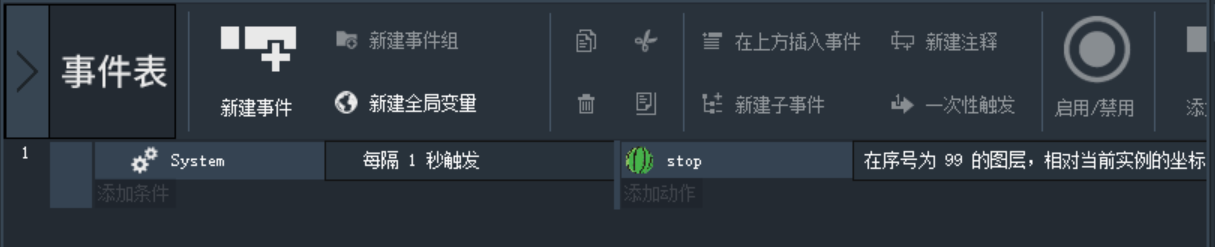 事件表
新建事件
新建事件组
新建全局变量
在上方插入事件
新建注释
新建子事件
一次性触发
启用/禁用
添
1
System
每隔 1 秒触发
stop
在序号为 99 的图层，相对当前实例的坐标
添加条件
添加动作